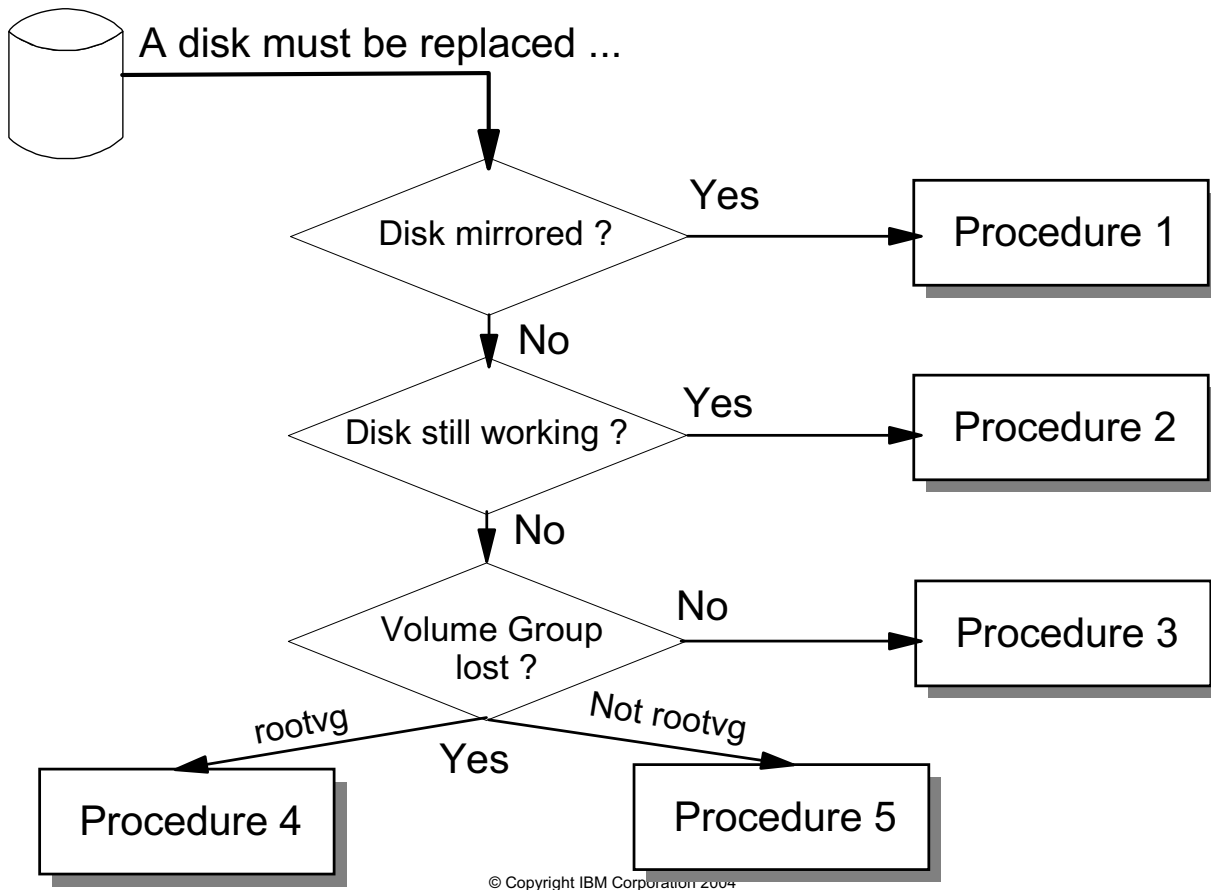 A disk must be replaced ...
Disk mirrored ?
Yes
Procedure 1
No
Disk still working ?
Yes
Procedure 2
No
Volume Group
lost ?
No
Procedure 3
rootvg
Yes
Not rootvg
Procedure 4
Procedure 5
© Copyright IBM Corporation 2004